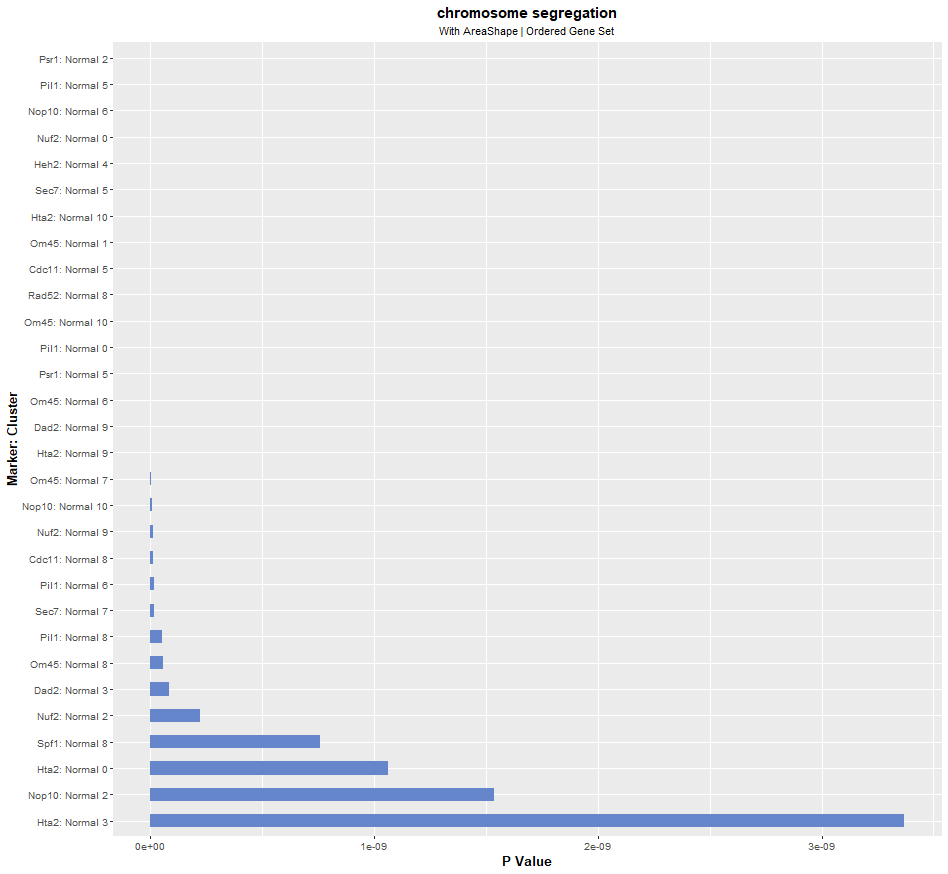 chromosome segregation
With AreaShape | Ordered Gene Set
Marker: Cluster
Psr1: Normal 2
Pil1: Normal 5
Nop10: Normal 6
Nuf2: Normal 0
Heh2: Normal 4
Sec7: Normal 5
Hta2: Normal 10
Om45: Normal 1
Cdc11: Normal 5
Rad52: Normal 8
Om45: Normal 10
Pil1: Normal 0
Psr1: Normal 5
Om45: Normal 6
Dad2: Normal 9
Hta2: Normal 9
Om45: Normal 7
Nop10: Normal 10
Nuf2: Normal 9
Cdc11: Normal 8
Pil1: Normal 6
Sec7: Normal 7
Pil1: Normal 8
Om45: Normal 8
Dad2: Normal 3
Nuf2: Normal 2
Spf1: Normal 8
Hta2: Normal 0
Nop10: Normal 2
Hta2: Normal 3
0e+00 1e-09 2e-09 3e-09
P Value